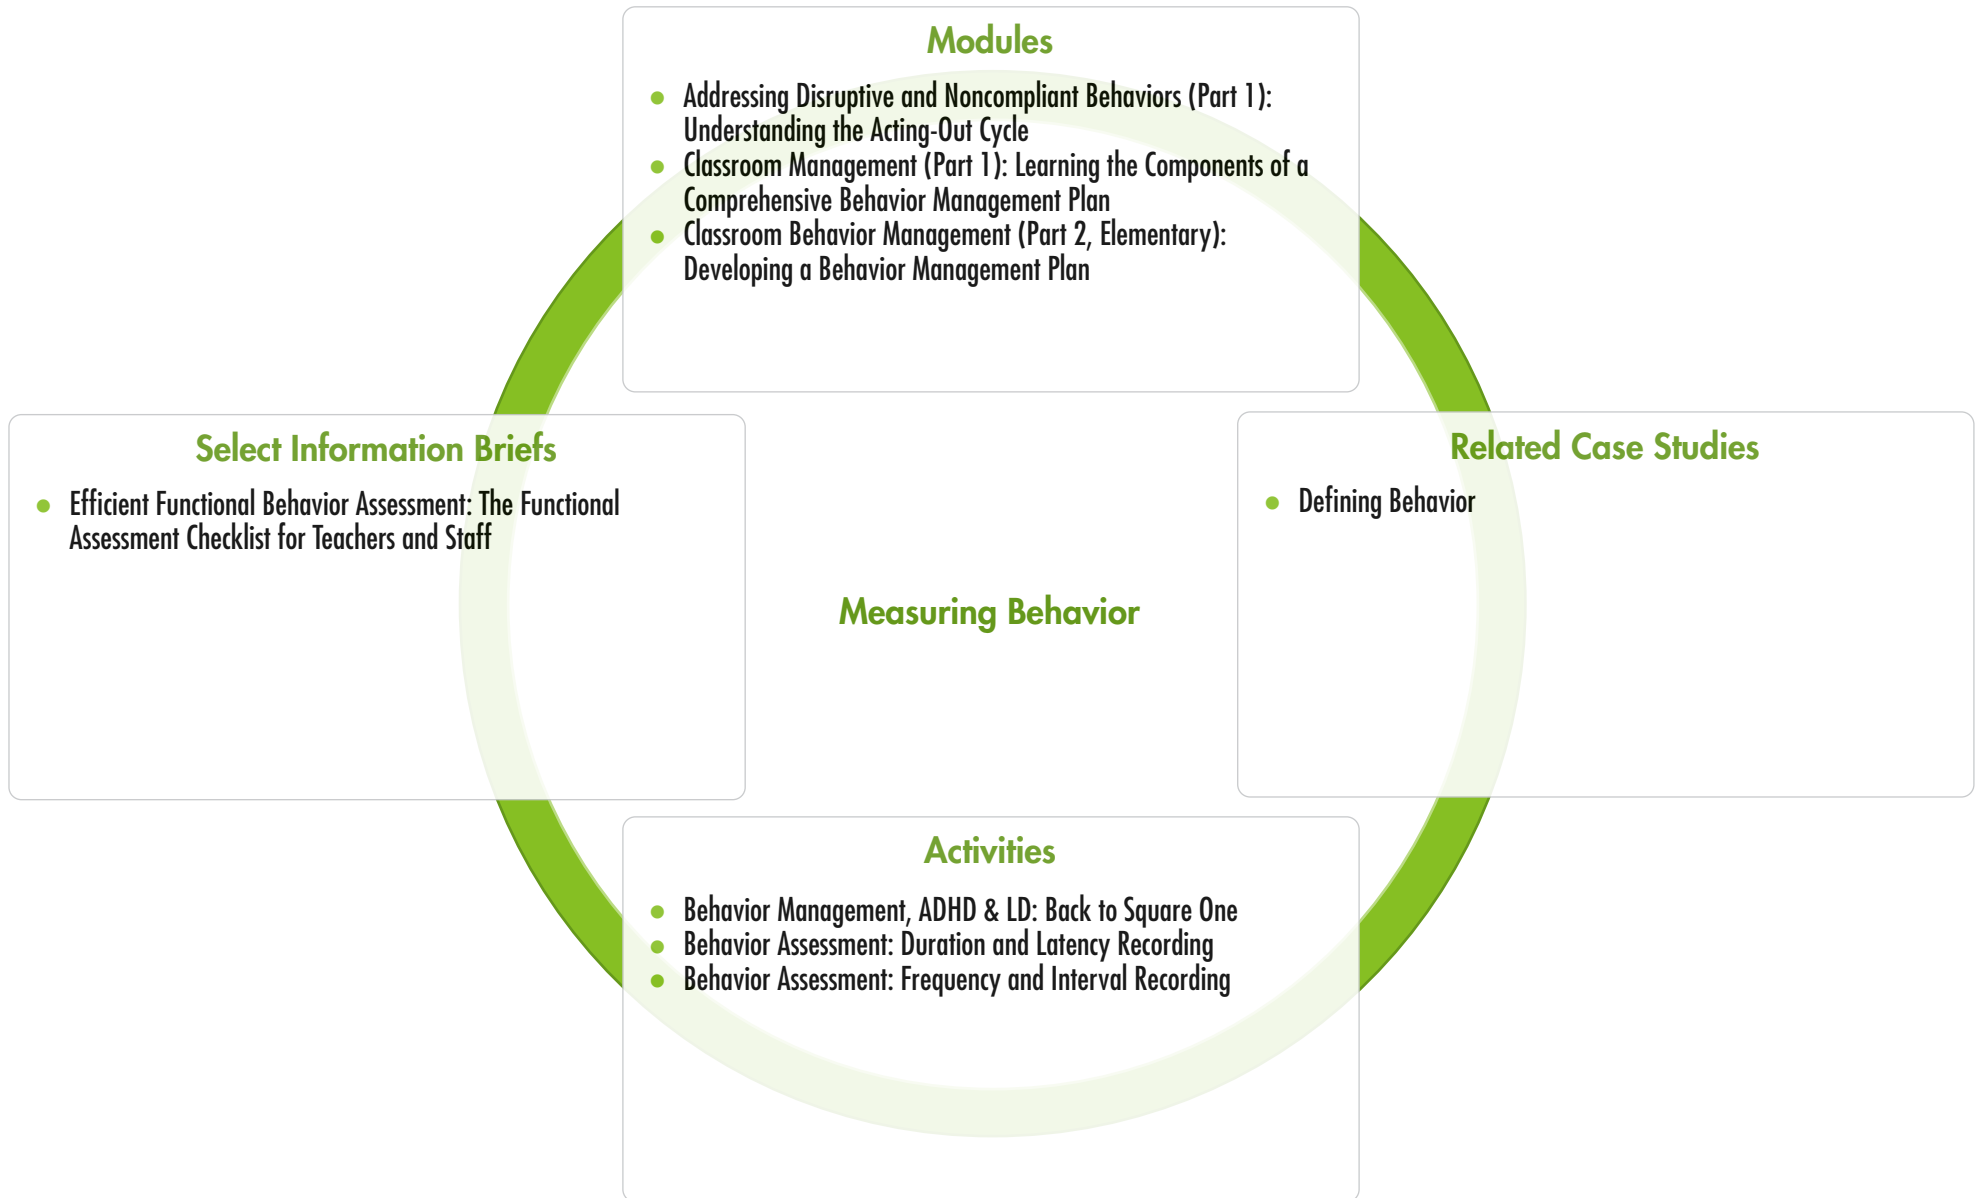 Modules
Addressing Disruptive and Noncompliant Behaviors (Part 1):
Understanding the Acting-Out Cycle
Classroom Management (Part 1): Learning the Components of a
Comprehensive Behavior Management Plan
Classroom Behavior Management (Part 2, Elementary):
Developing a Behavior Management Plan
Select Information Briefs
Efficient Functional Behavior Assessment: The Functional
Assessment Checklist for Teachers and Staff
Related Case Studies
Defining Behavior
Measuring Behavior
Activities
Behavior Management, ADHD & LD: Back to Square One
Behavior Assessment: Duration and Latency Recording
Behavior Assessment: Frequency and Interval Recording